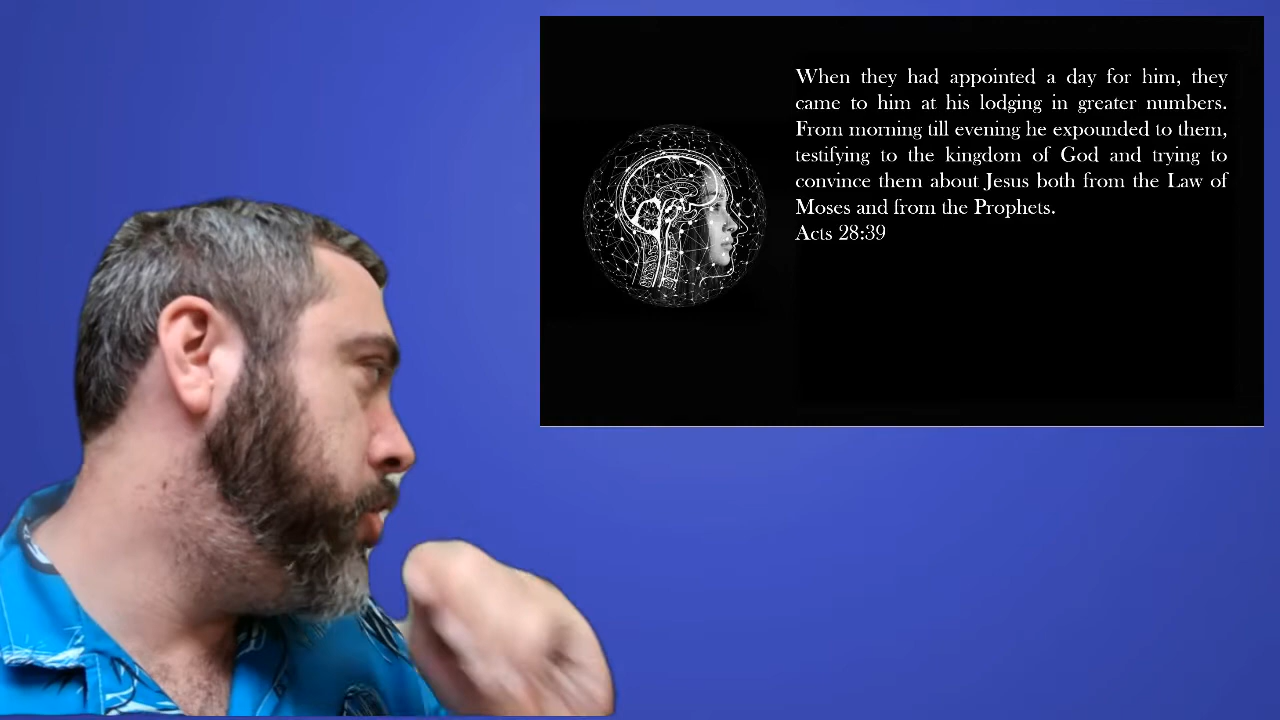 When they had appointed a day for him, they
came to him at his lodging in greater numbers.
From morning till evening he expounded to them,
testifying to the kingdom of God and trying to
convince them about Jesus both from the Law of
Moses and from the Prophets.
Acts 28:39